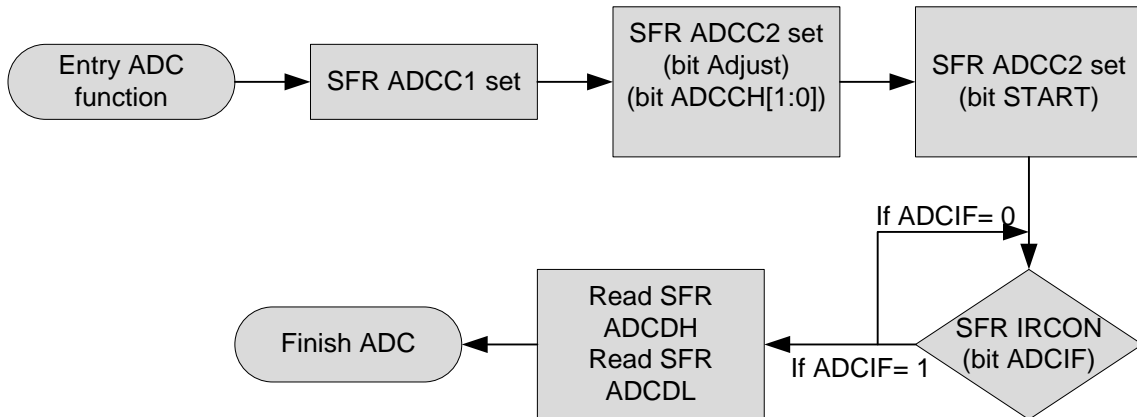 Entry ADC
function
SFR ADCC1 set
SFR ADCC2 set
(bit Adjust)
(bit ADCCH[1:0])
SFR ADCC2 set
(bit START)
If ADCIF= 0
SFR IRCON
(bit ADCIF)
If ADCIF= 1
Read SFR
ADCDH
Read SFR
ADCDL
Finish ADC